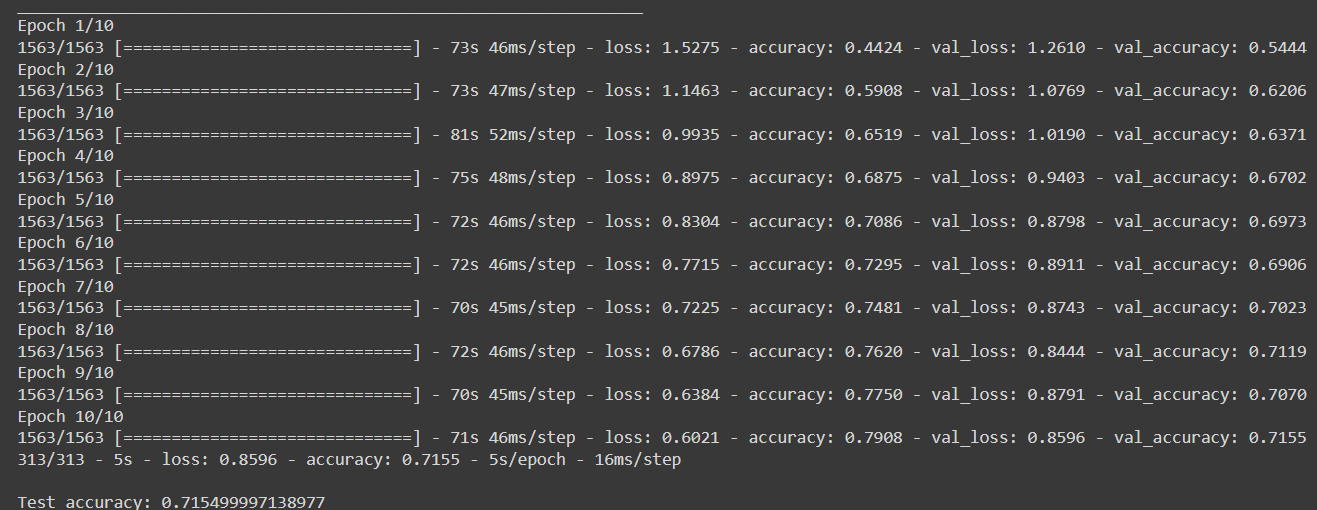 Epoch 1/10
1563/1563 [==============================] - 73s 46ms/step - loss: 1.5275 - accuracy: 0.4424 - val_loss: 1.2610 - val_accuracy: 0.5444
Epoch 2/10
1563/1563 [==============================] - 73s 47ms/step - loss: 1.1463 - accuracy: 0.5908 - val_loss: 1.0769 - val_accuracy: 0.6206
Epoch 3/10
1563/1563 [==============================] - 81s 52ms/step - loss: 0.9935 - accuracy: 0.6519 - val_loss: 1.0190 - val_accuracy: 0.6371
Epoch 4/10
1563/1563 [==============================] - 75s 48ms/step - loss: 0.8975 - accuracy: 0.6875 - val_loss: 0.9403 - val_accuracy: 0.6702
Epoch 5/10
1563/1563 [==============================] - 72s 46ms/step - loss: 0.8304 - accuracy: 0.7086 - val_loss: 0.8798 - val_accuracy: 0.6973
Epoch 6/10
1563/1563 [==============================] - 72s 46ms/step - loss: 0.7715 - accuracy: 0.7295 - val_loss: 0.8911 - val_accuracy: 0.6906
Epoch 7/10
1563/1563 [==============================] - 70s 45ms/step - loss: 0.7225 - accuracy: 0.7481 - val_loss: 0.8743 - val_accuracy: 0.7023
Epoch 8/10
1563/1563 [==============================] - 72s 46ms/step - loss: 0.6786 - accuracy: 0.7620 - val_loss: 0.8444 - val_accuracy: 0.7119
Epoch 9/10
1563/1563 [==============================] - 70s 45ms/step - loss: 0.6384 - accuracy: 0.7750 - val_loss: 0.8791 - val_accuracy: 0.7070
Epoch 10/10
1563/1563 [==============================] - 71s 46ms/step - loss: 0.6021 - accuracy: 0.7908 - val_loss: 0.8596 - val_accuracy: 0.7155
313/313 - 5s - loss: 0.8596 - accuracy: 0.7155 - 5s/epoch - 16ms/step
Test accuracy: 0.715499997138977